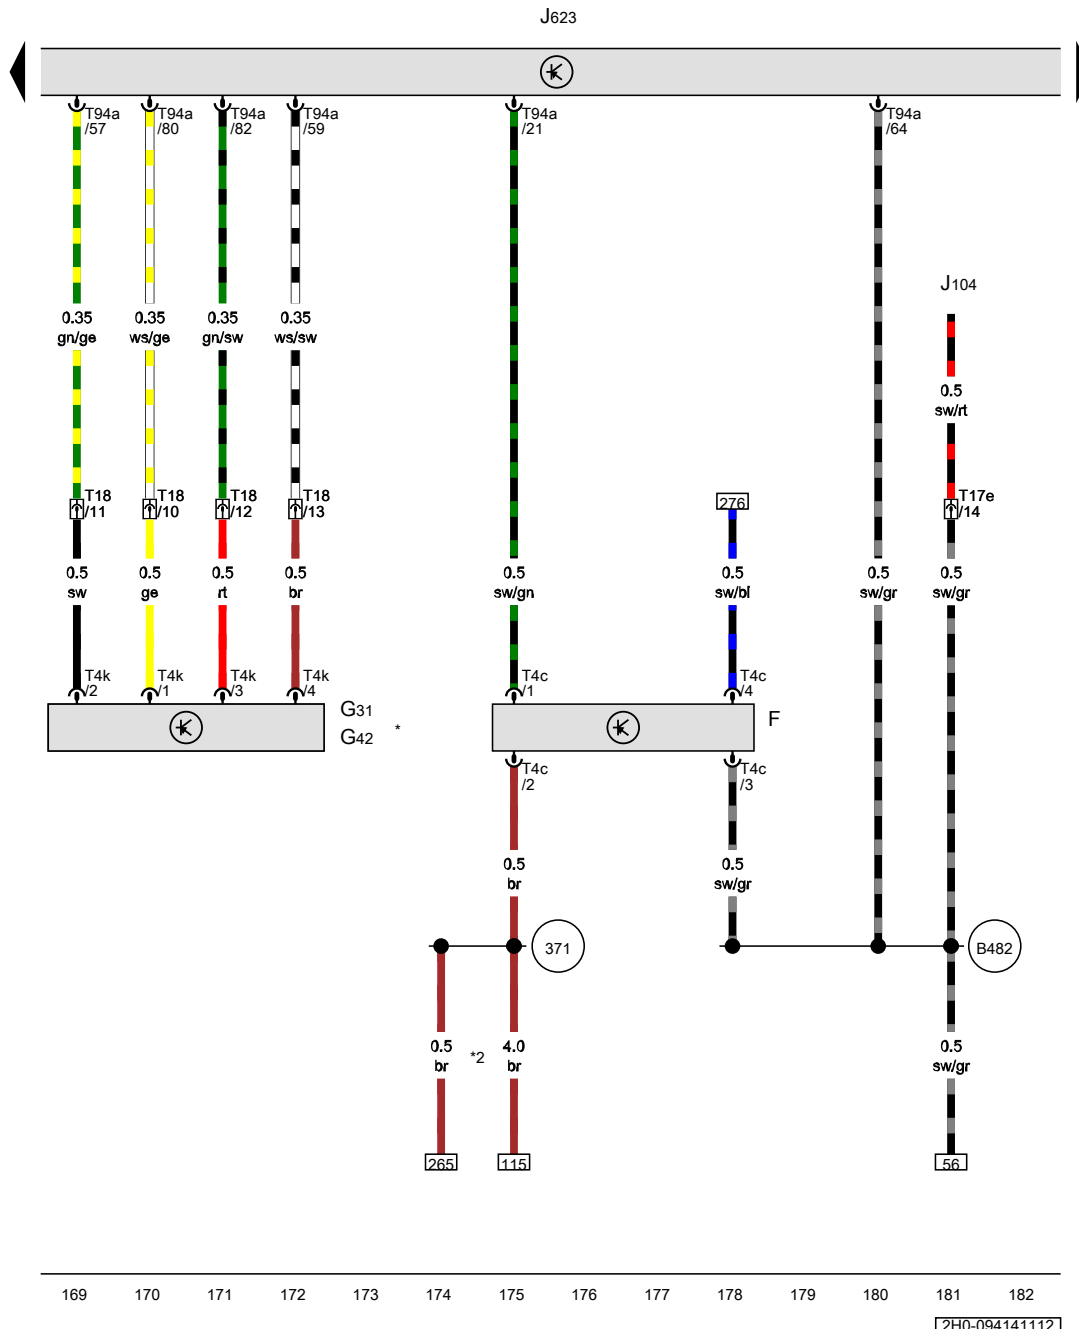 J623
T94a
/57
T94a
/80
T94a
/82
T94a
/59
T94a
/21
T94a
/64
J104
0.35
gn/ge
0.35
ws/ge
0.35
gn/sw
0.35
ws/sw
0.5
sw/rt
T18
/11
T18
/10
T18
/12
T18
/13
276
T17e
/14
0.5
sw
0.5
ge
0.5
rt
0.5
br
0.5
sw/gn
0.5
sw/bl
0.5
sw/gr
0.5
sw/gr
T4k
/2
T4k
/1
T4k
/3
T4k
/4
T4c
/1
T4c
/4
G31
G42 *
F
T4c
/2
T4c
/3
0.5
br
0.5
sw/gr
371
B482
0.5
br
*2
4.0
br
0.5
sw/gr
265
115
56
169 170 171 172 173 174 175 176 177 178 179 180 181 182
2H0-094141112